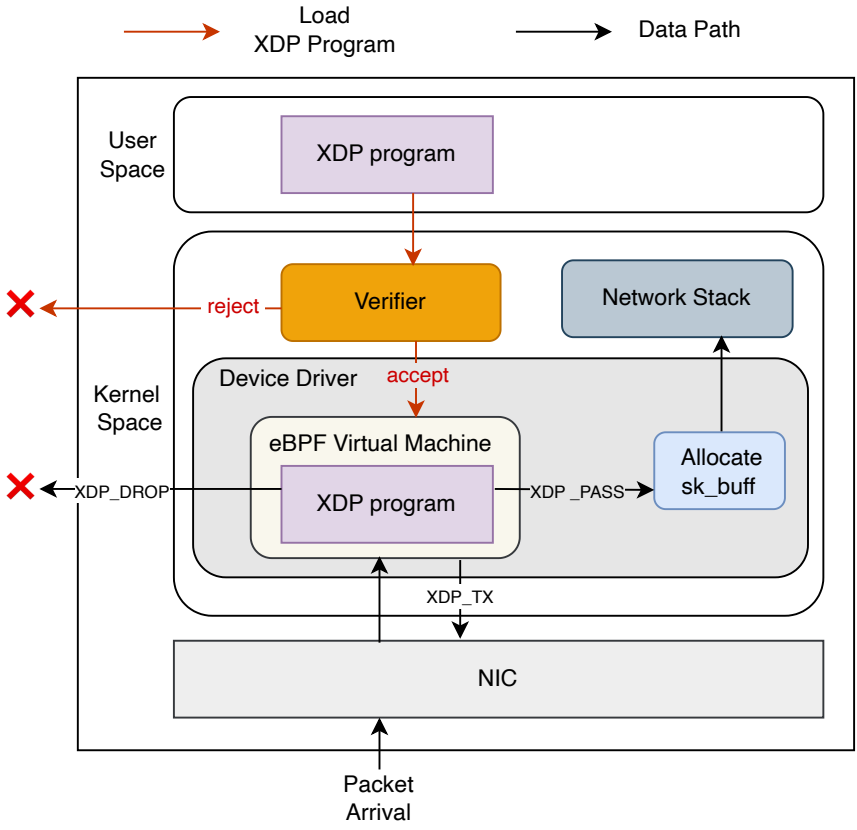 Load
XDP Program
Data Path
User
Space
XDP program
Verifier
reject
Network Stack
Kernel
Space
Device Driver
accept
eBPF Virtual Machine
XDP program
XDP_DROP
XDP _PASS
Allocate
sk_buff
XDP_TX
NIC
Packet
Arrival